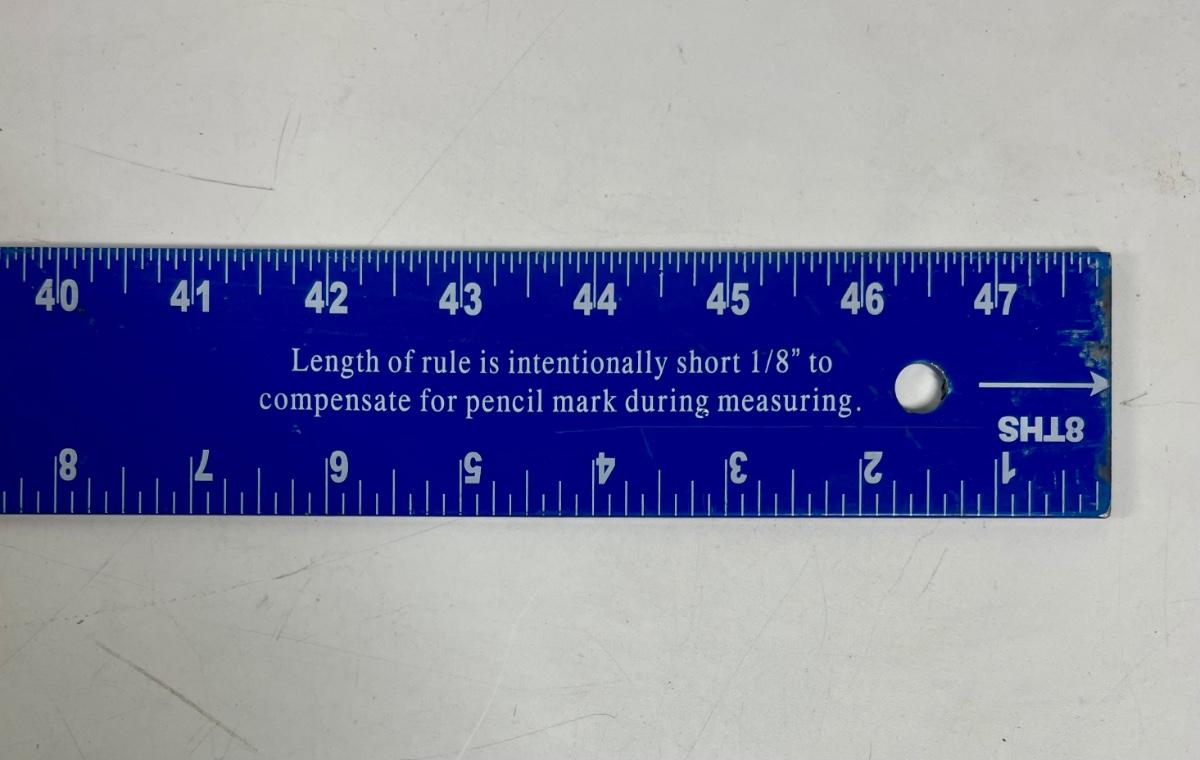 40 41 42 43 44 45 46 47
Length of rule is intentionally short 1/8” to
compensate for pencil mark during measuring.
8THS
8 7 6 5 4 3 2 1